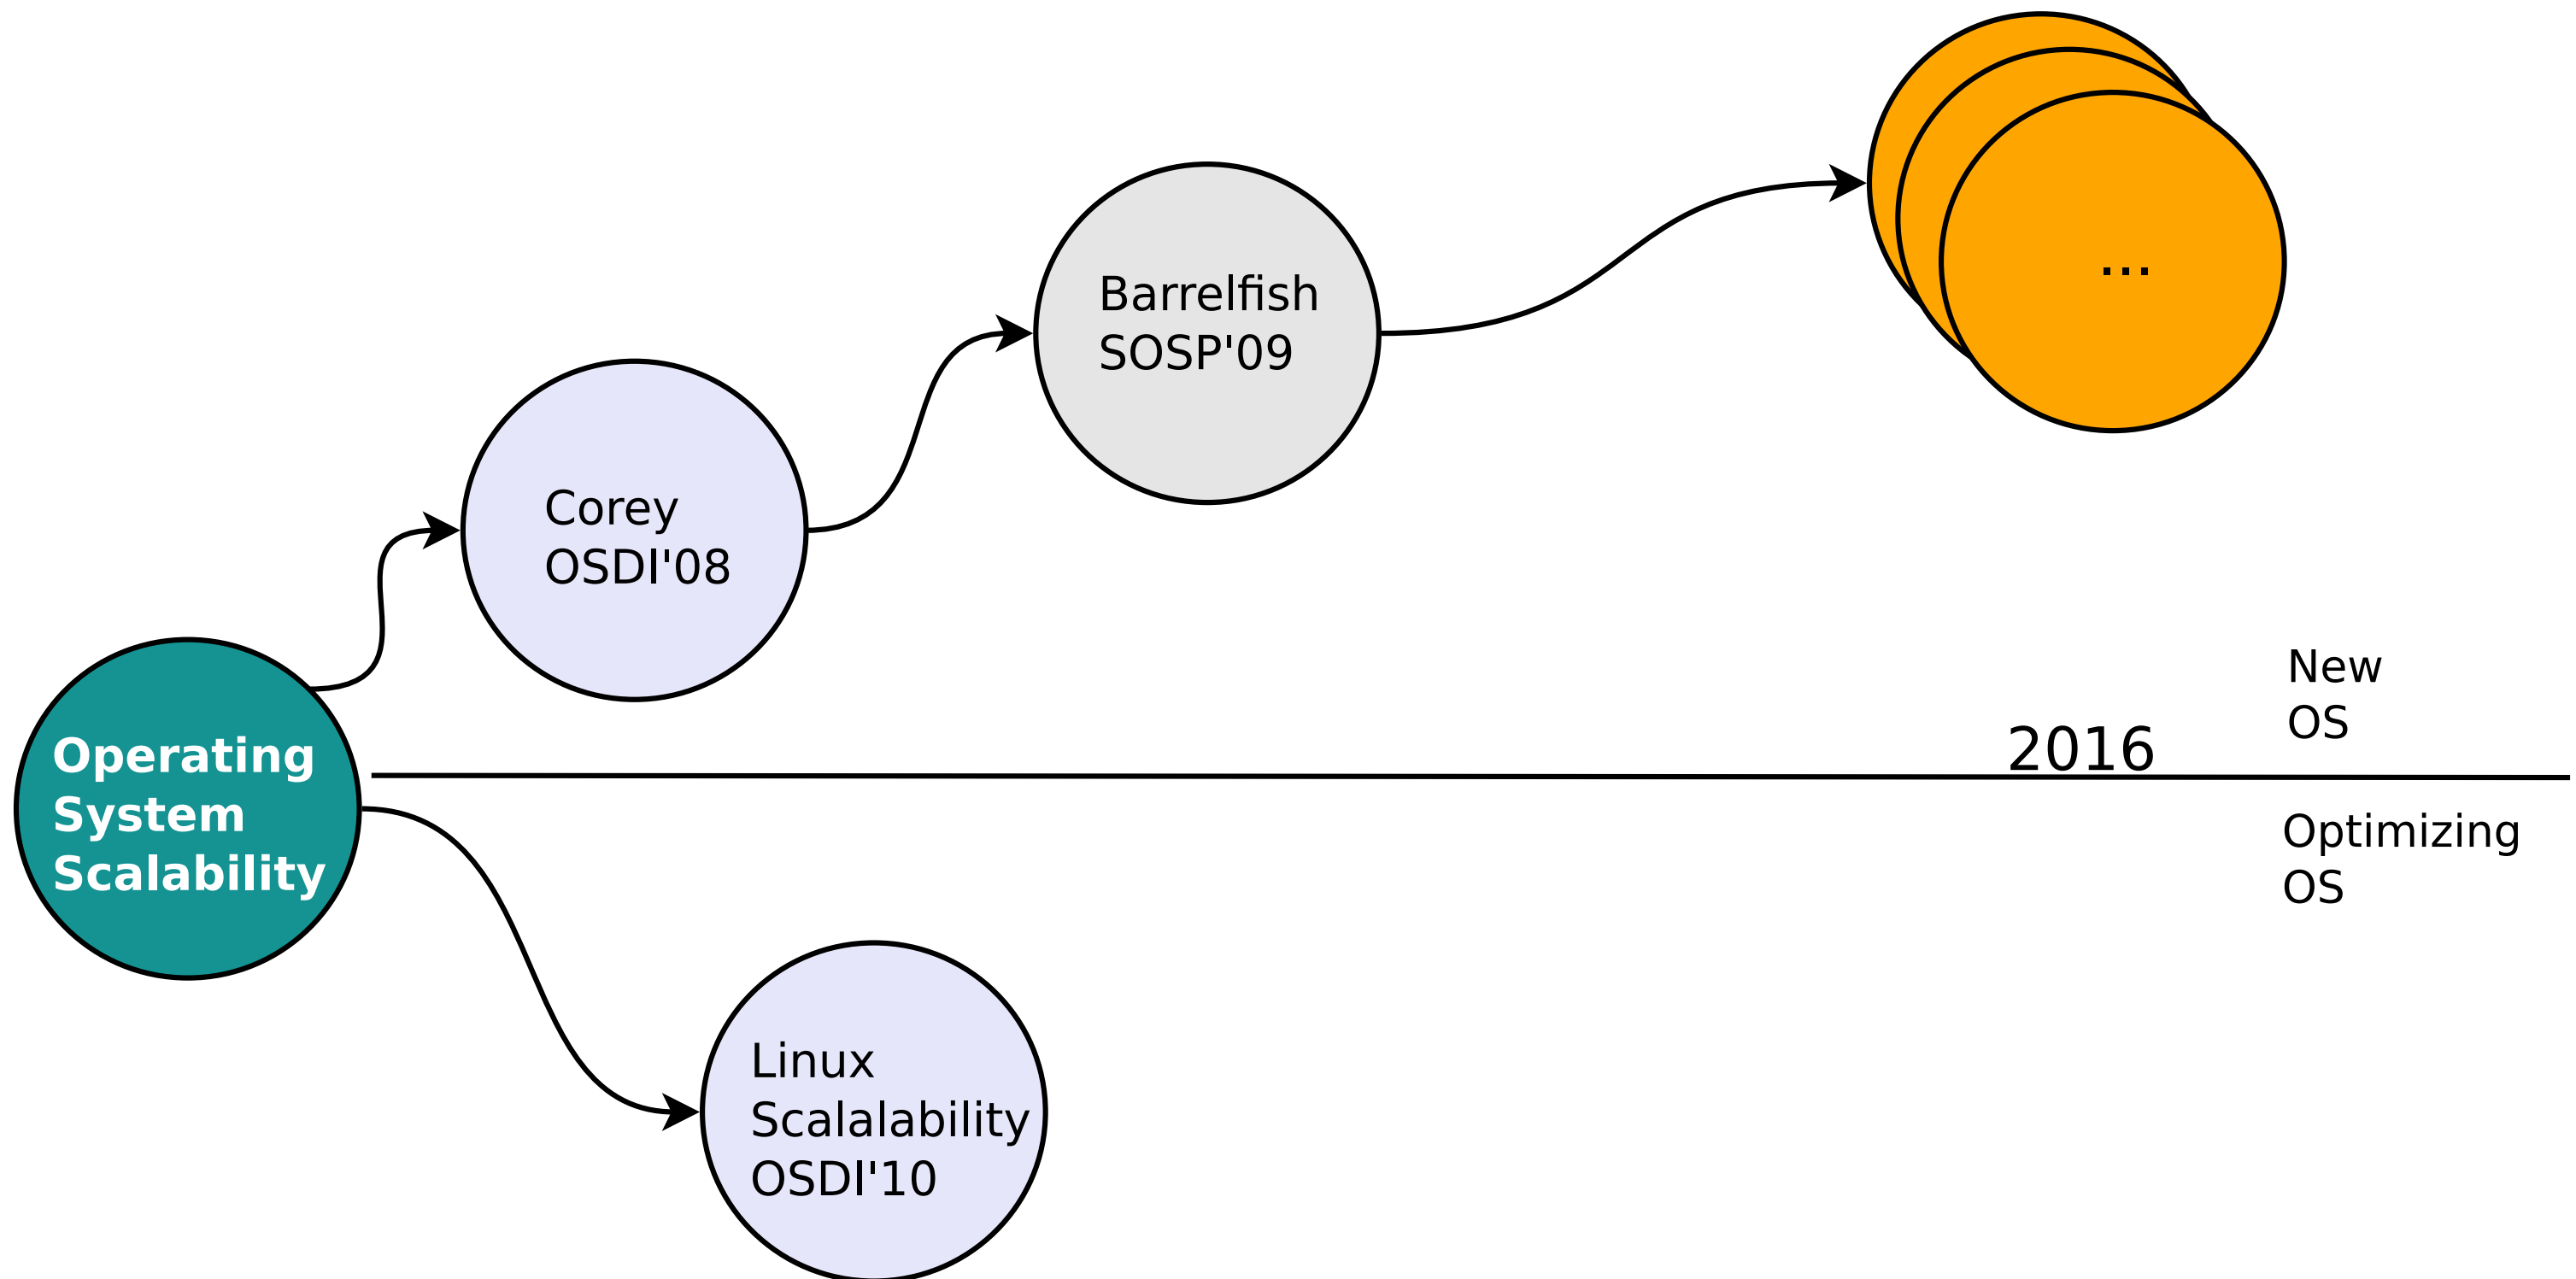 Barrelfish
SOSP'09
...
Corey
OSDI'08
New
OS
2016
Operating
System
Scalability
Optimizing
OS
Linux
Scalalability
OSDI'10